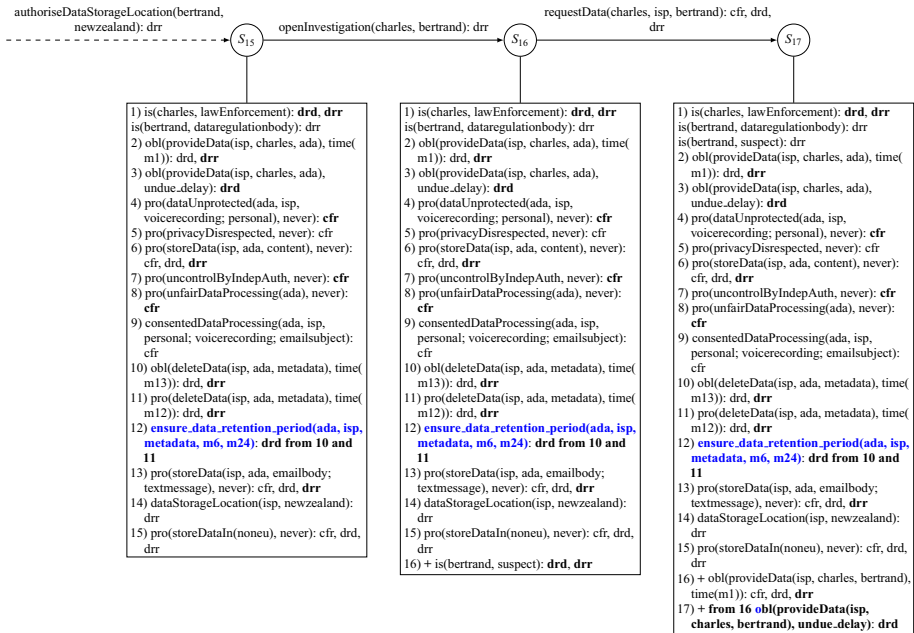 authoriseDataStorageLocation(bertrand,
newzealand): drr
S15
openInvestigation(charles, bertrand): drr
S16
requestData(charles, isp, bertrand): cfr, drd,
drr
S17
1) is(charles, lawEnforcement): drd, drr
is(bertrand, dataregulationbody): drr
2) obl(provideData(isp, charles, ada), time(
m1)): drd, drr
3) obl(provideData(isp, charles, ada),
undue_delay): drd
4) pro(dataUnprotected(ada, isp,
voicerecording; personal), never): cfr
5) pro(privacyDisrespected, never): cfr
6) pro(storeData(isp, ada, content), never):
cfr, drd, drr
7) pro(uncontrolByIndepAuth, never): cfr
8) pro(unfairDataProcessing(ada), never):
cfr
9) consentedDataProcessing(ada, isp,
personal; voicerecording; emailsubject):
cfr
10) obl(deleteData(isp, ada, metadata), time(
m13)): drd, drr
11) pro(deleteData(isp, ada, metadata), time(
m12)): drd, drr
12) ensure_data_retention_period(ada, isp,
metadata, m6, m24): drd from 10 and
11
13) pro(storeData(isp, ada, emailbody;
textmessage), never): cfr, drd, drr
14) dataStorageLocation(isp, newzealand):
drr
15) pro(storeDataIn(noneu), never): cfr, drd,
drr
1) is(charles, lawEnforcement): drd, drr
is(bertrand, dataregulationbody): drr
2) obl(provideData(isp, charles, ada), time(
m1)): drd, drr
3) obl(provideData(isp, charles, ada),
undue_delay): drd
4) pro(dataUnprotected(ada, isp,
voicerecording; personal), never): cfr
5) pro(privacyDisrespected, never): cfr
6) pro(storeData(isp, ada, content), never):
cfr, drd, drr
7) pro(uncontrolByIndepAuth, never): cfr
8) pro(unfairDataProcessing(ada), never):
cfr
9) consentedDataProcessing(ada, isp,
personal; voicerecording; emailsubject):
cfr
10) obl(deleteData(isp, ada, metadata), time(
m13)): drd, drr
11) pro(deleteData(isp, ada, metadata), time(
m12)): drd, drr
12) ensure_data_retention_period(ada, isp,
metadata, m6, m24): drd from 10 and
11
13) pro(storeData(isp, ada, emailbody;
textmessage), never): cfr, drd, drr
14) dataStorageLocation(isp, newzealand):
drr
15) pro(storeDataIn(noneu), never): cfr, drd,
drr
16) + is(bertrand, suspect): drd, drr
1) is(charles, lawEnforcement): drd, drr
is(bertrand, dataregulationbody): drr
is(bertrand, suspect): drr
2) obl(provideData(isp, charles, ada), time(
m1)): drd, drr
3) obl(provideData(isp, charles, ada),
undue_delay): drd
4) pro(dataUnprotected(ada, isp,
voicerecording; personal), never): cfr
5) pro(privacyDisrespected, never): cfr
6) pro(storeData(isp, ada, content), never):
cfr, drd, drr
7) pro(uncontrolByIndepAuth, never): cfr
8) pro(unfairDataProcessing(ada), never):
cfr
9) consentedDataProcessing(ada, isp,
personal; voicerecording; emailsubject):
cfr
10) obl(deleteData(isp, ada, metadata), time(
m13)): drd, drr
11) pro(deleteData(isp, ada, metadata), time(
m12)): drd, drr
12) ensure_data_retention_period(ada, isp,
metadata, m6, m24): drd from 10 and
11
13) pro(storeData(isp, ada, emailbody;
textmessage), never): cfr, drd, drr
14) dataStorageLocation(isp, newzealand):
drr
15) pro(storeDataIn(noneu), never): cfr, drd,
drr
16) + obl(provideData(isp, charles, bertrand),
time(m1)): cfr, drd, drr
17) + from 16 obl(provideData(isp,
charles, bertrand), undue_delay): drd